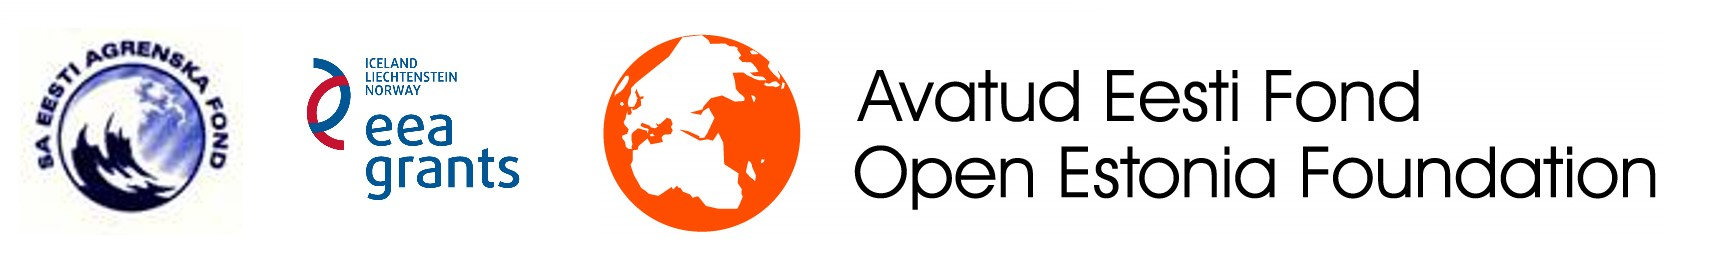 SA EESTI AGRENSKA FOND
ICELAND
LIECHTENSTEIN
NORWAY
eea
grants
Avatud Eesti Fond
Open Estonia Foundation